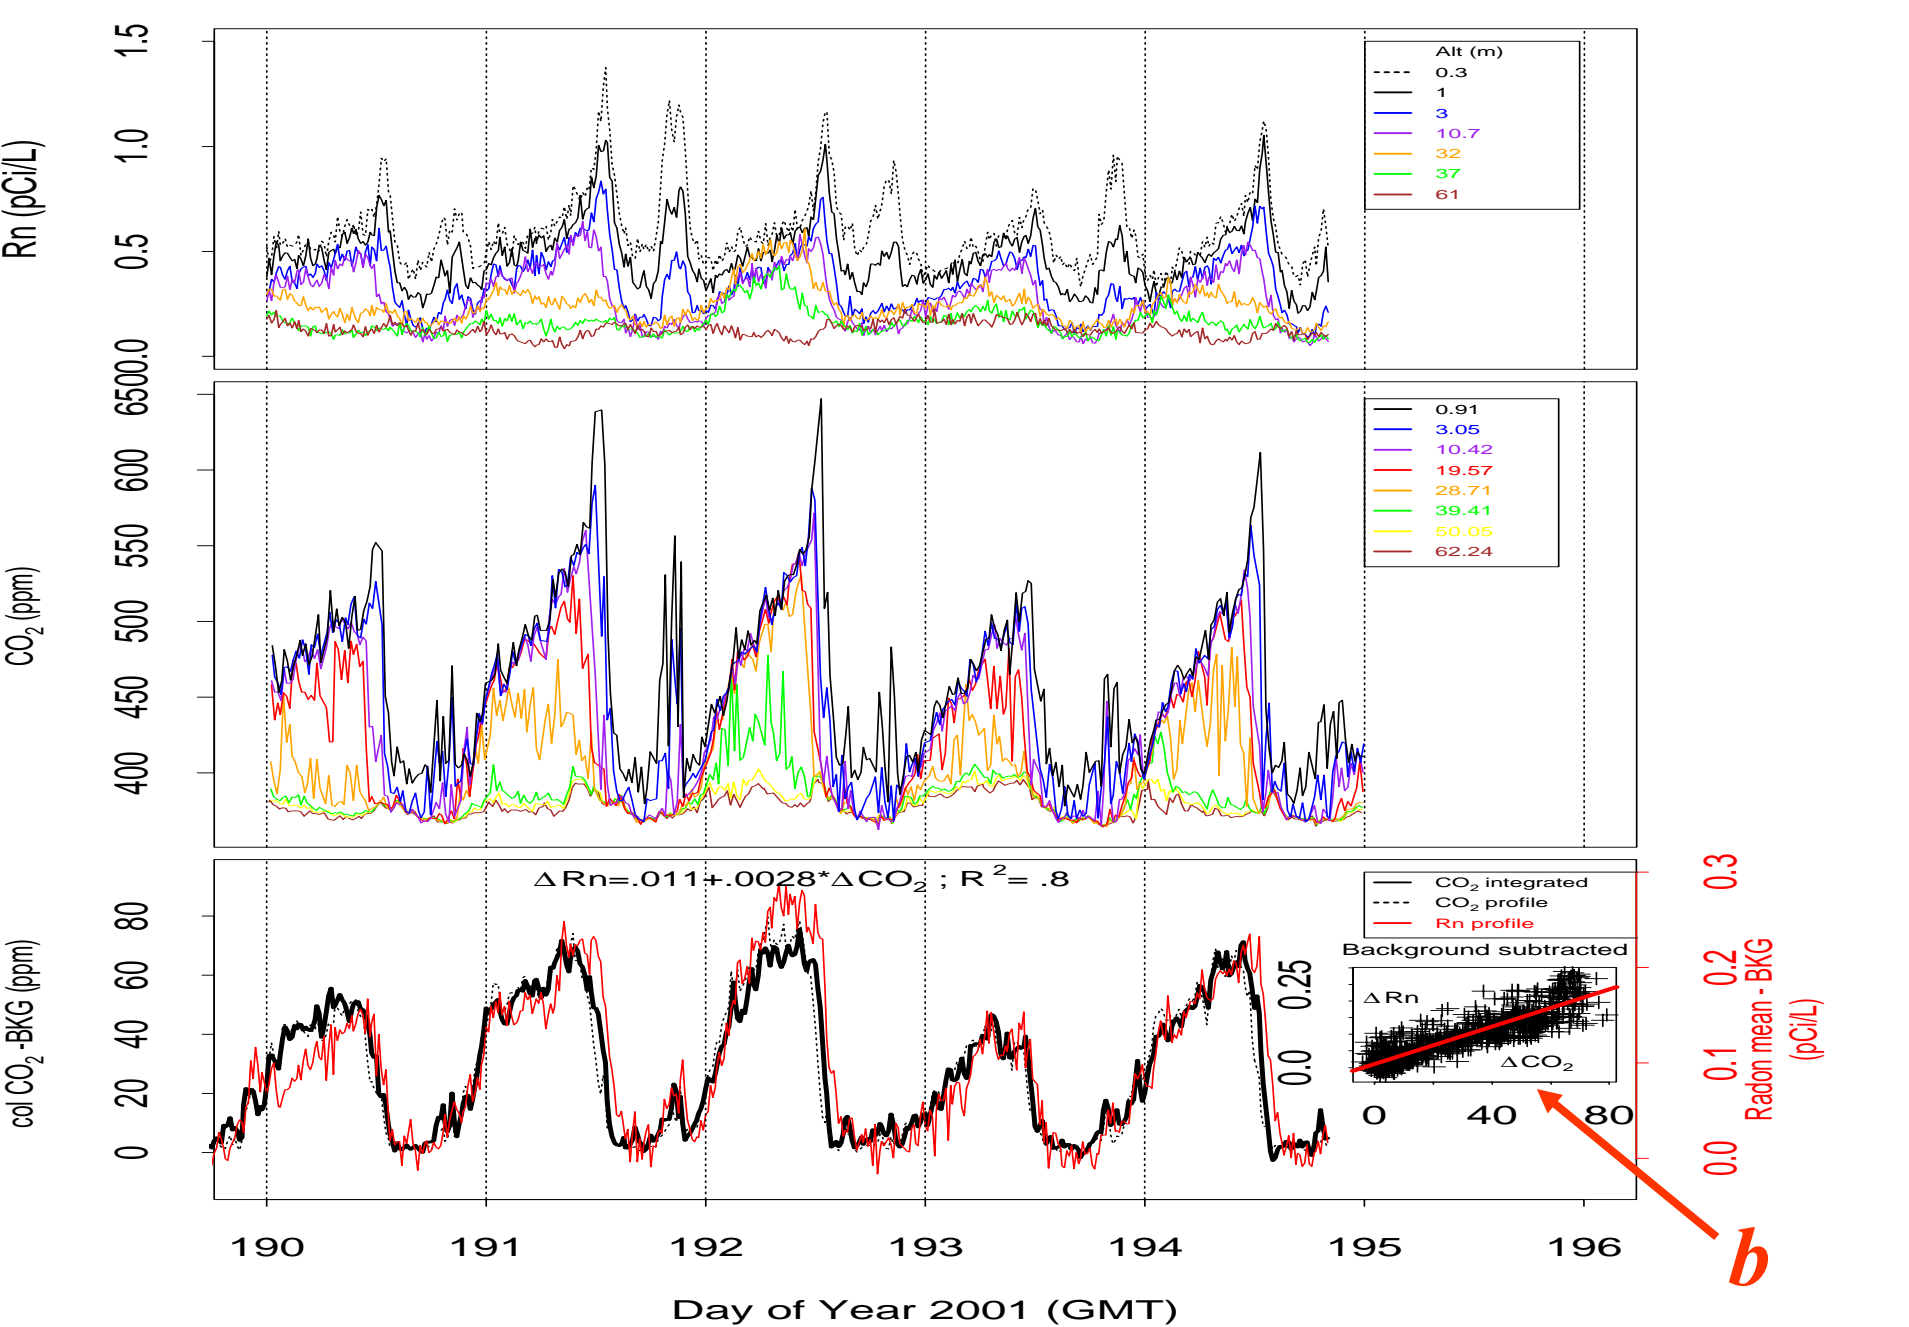 Rn (pCi/L)
1.5
1.0
0.5
0.0
Alt (m)
0.3
1
3
10.7
32
37
61
CO2 (ppm)
650
600
550
500
450
400
0.91
3.05
10.42
19.57
28.71
39.41
50.05
62.24
col CO2 -BKG (ppm)
80
60
40
20
0
ΔRn=.011+.0028*ΔCO2 ; R2= .8
CO2 integrated
CO2 profile
Rn profile
Background subtracted
0.25
0.0
ΔRn
ΔCO2
0 40 80
0.3
0.2
0.1
0.0
Radon mean - BKG
(pCi/L)
190 191 192 193 194 195 196
b
Day of Year 2001 (GMT)